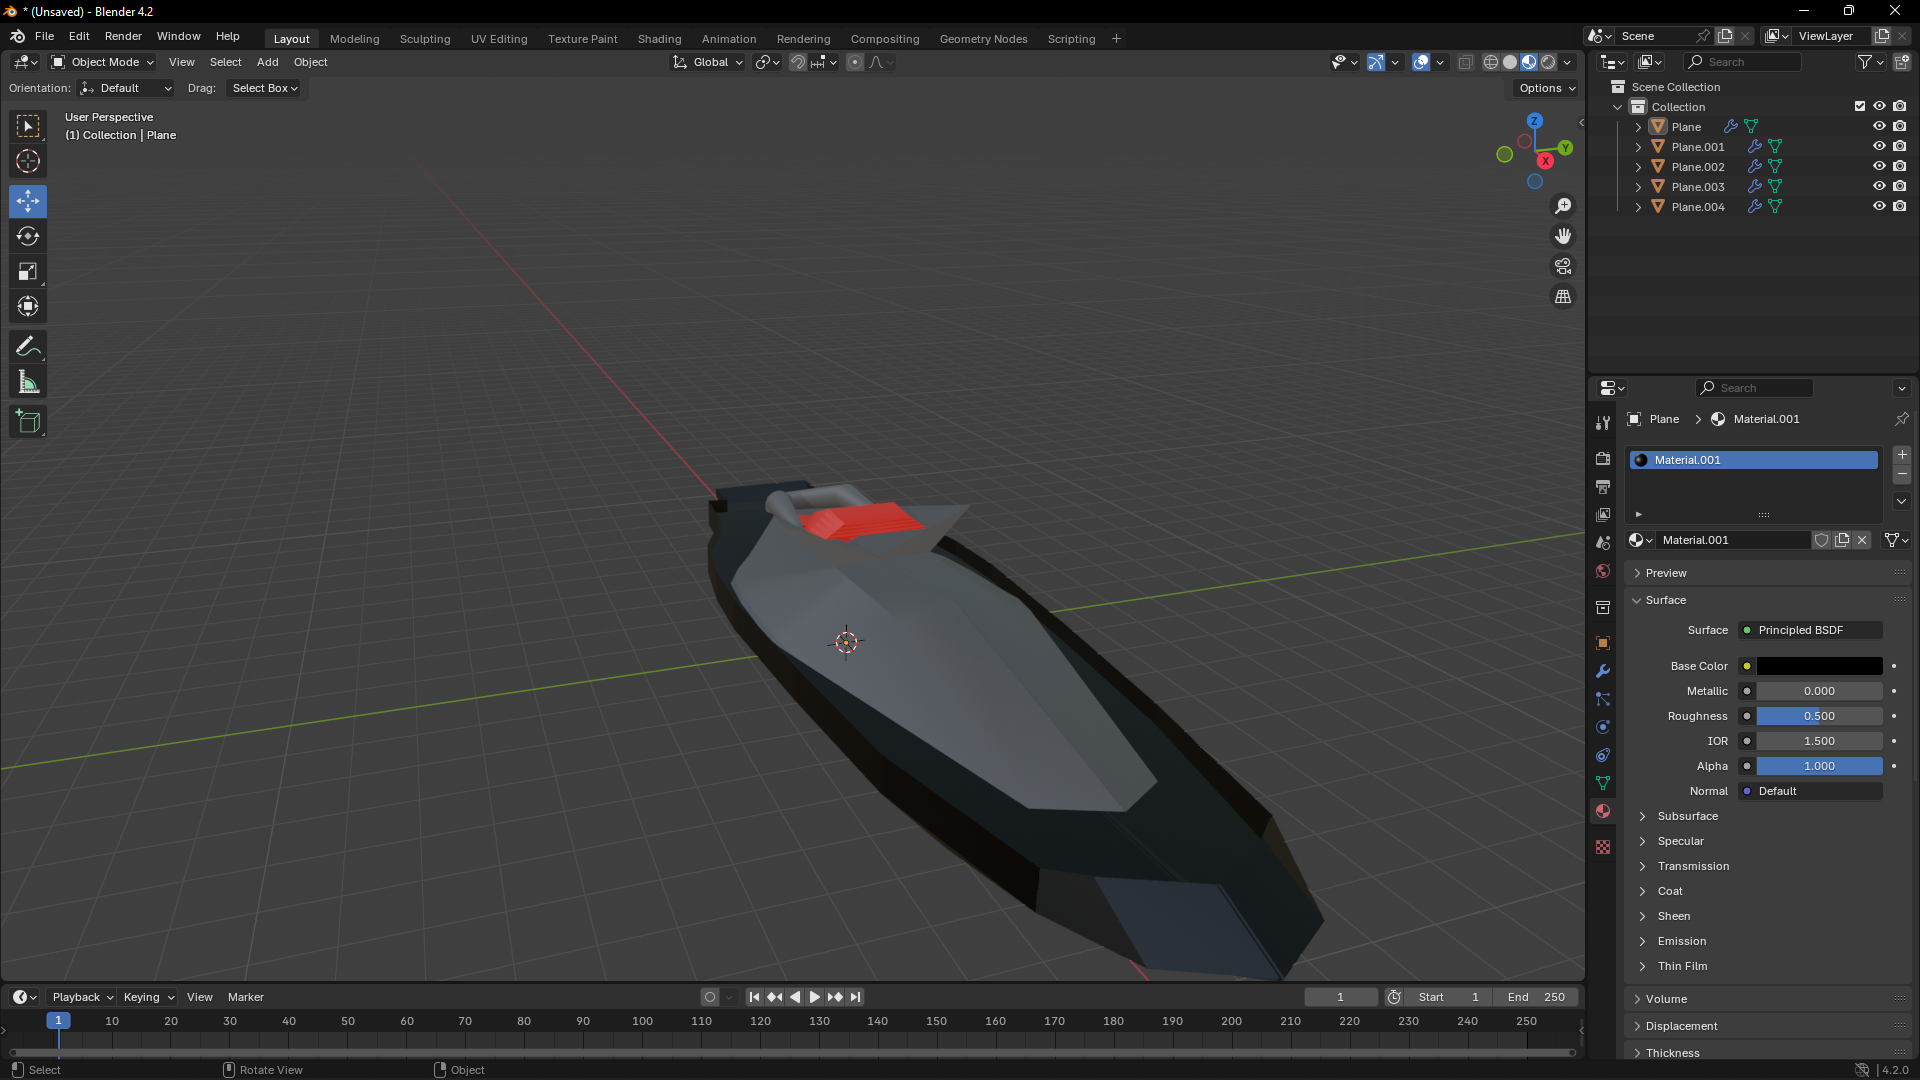 * (Unsaved) - Blender 4.2
File Edit Render Window Help
Layout Modeling Sculpting UV Editing Texture Paint Shading Animation Rendering Compositing Geometry Nodes Scripting +
Scene
ViewLayer
Object Mode View Select Add Object
Global
Search
Orientation: Default Drag: Select Box
Options
User Perspective
(1) Collection | Plane
Z
Y
X
Scene Collection
Collection
Plane
Plane.001
Plane.002
Plane.003
Plane.004
Search
Plane > Material.001
Material.001
Material.001
Preview
Surface
Surface Principled BSDF
Base Color
Metallic 0.000
Roughness 0.500
IOR 1.500
Alpha 1.000
Normal Default
Subsurface
Specular
Transmission
Coat
Sheen
Emission
Thin Film
Volume
Displacement
Thickness
Playback Keying View Marker
1 Start 1 End 250
1 10 20 30 40 50 60 70 80 90 100 110 120 130 140 150 160 170 180 190 200 210 220 230 240 250
Select Rotate View Object
4.2.0